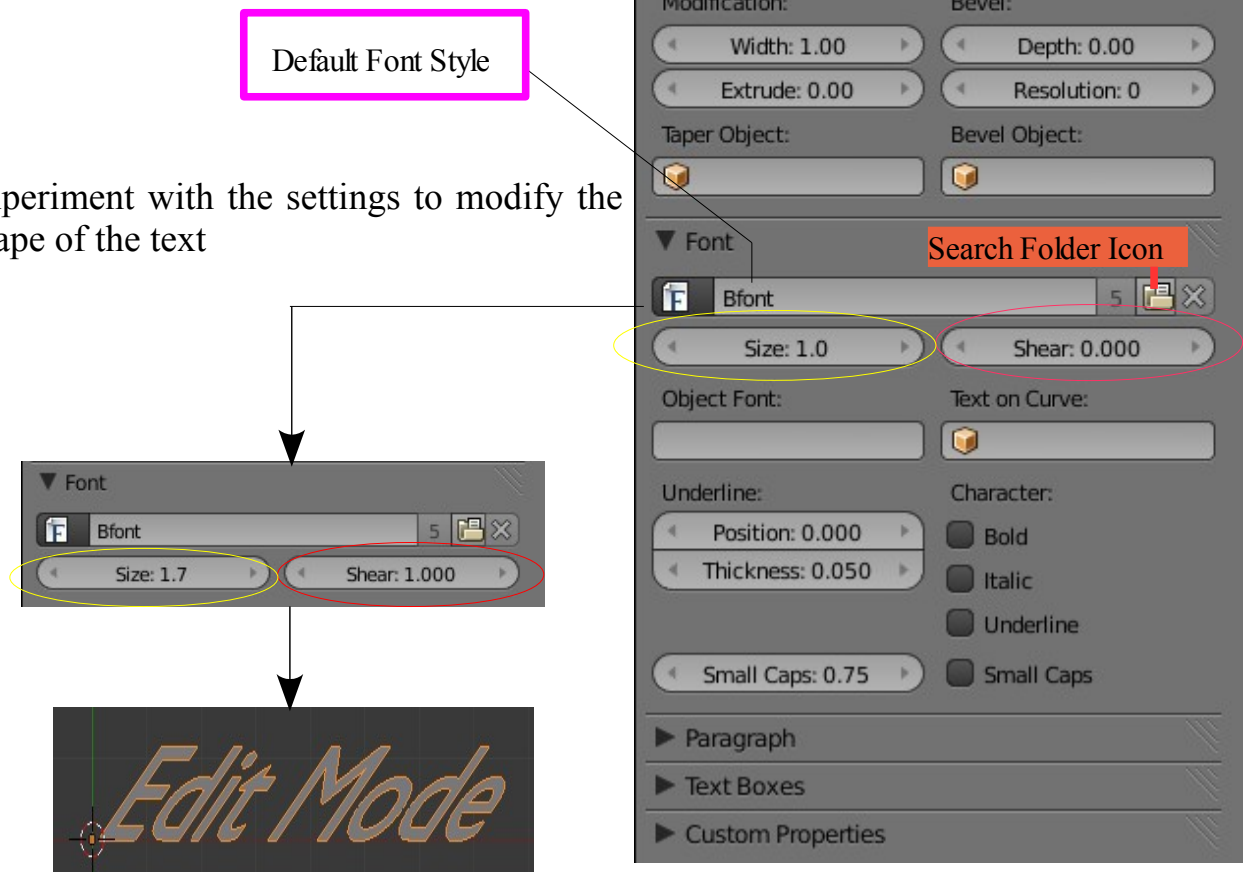 Modification: Bevel:
Default Font Style
Width: 1.00 Depth: 0.00
Extrude: 0.00 Resolution: 0
Taper Object: Bevel Object:
periment with the settings to modify the
ape of the text
Font
Search Folder Icon
F Bfont 5
Size: 1.0 Shear: 0.000
Object Font: Text on Curve:
Font
F Bfont 5
Size: 1.7 Shear: 1.000
Underline: Character:
Position: 0.000 Bold
Thickness: 0.050 Italic
Underline
Small Caps: 0.75 Small Caps
Paragraph
Text Boxes
Custom Properties
Edit Mode